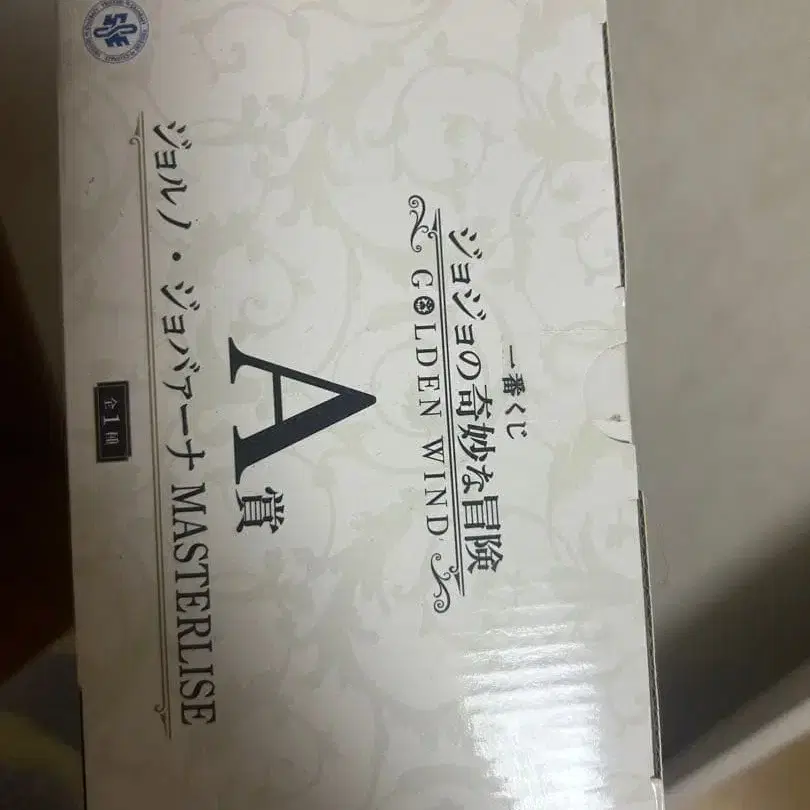 一番くじ
ジョジョの奇妙な冒険
GOLDEN WIND
A賞
ジョルノ・ジョバァーナ MASTERLISE
全1種